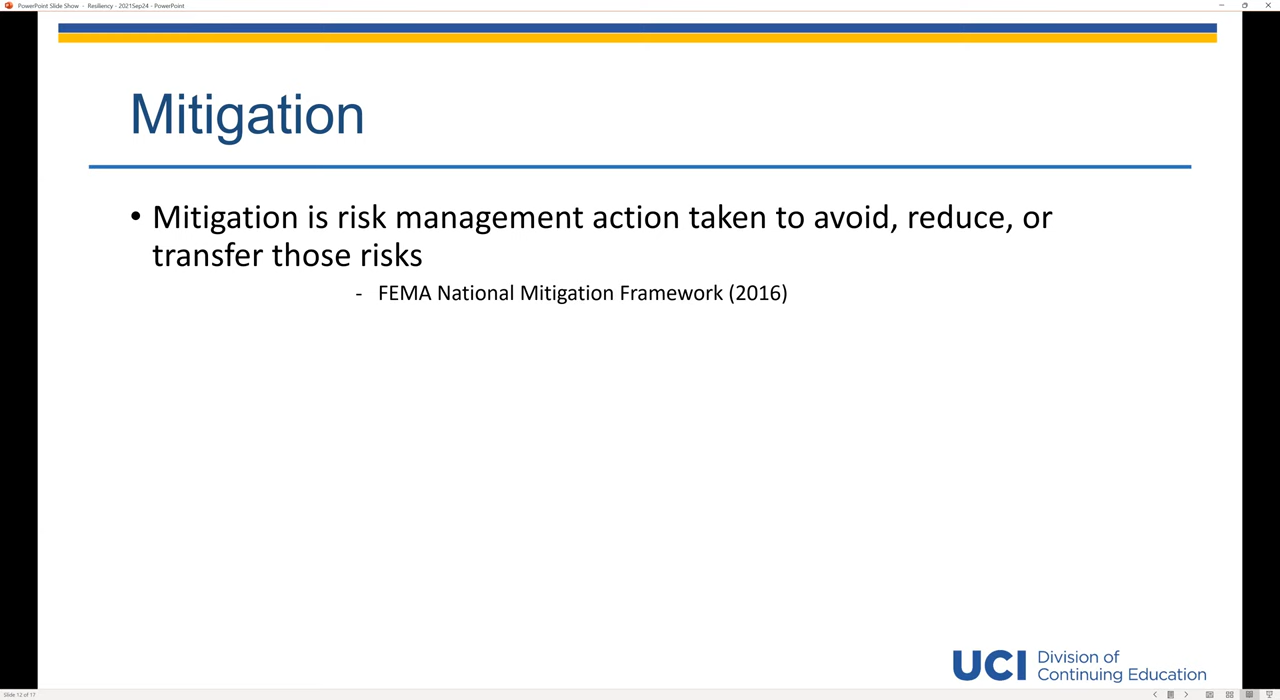 PowerPoint Slide Show - Resiliency - 2021Sep24 - PowerPoint
Mitigation
• Mitigation is risk management action taken to avoid, reduce, or
transfer those risks
- FEMA National Mitigation Framework (2016)
UCI Division of
Continuing Education
Slide 12 of 17